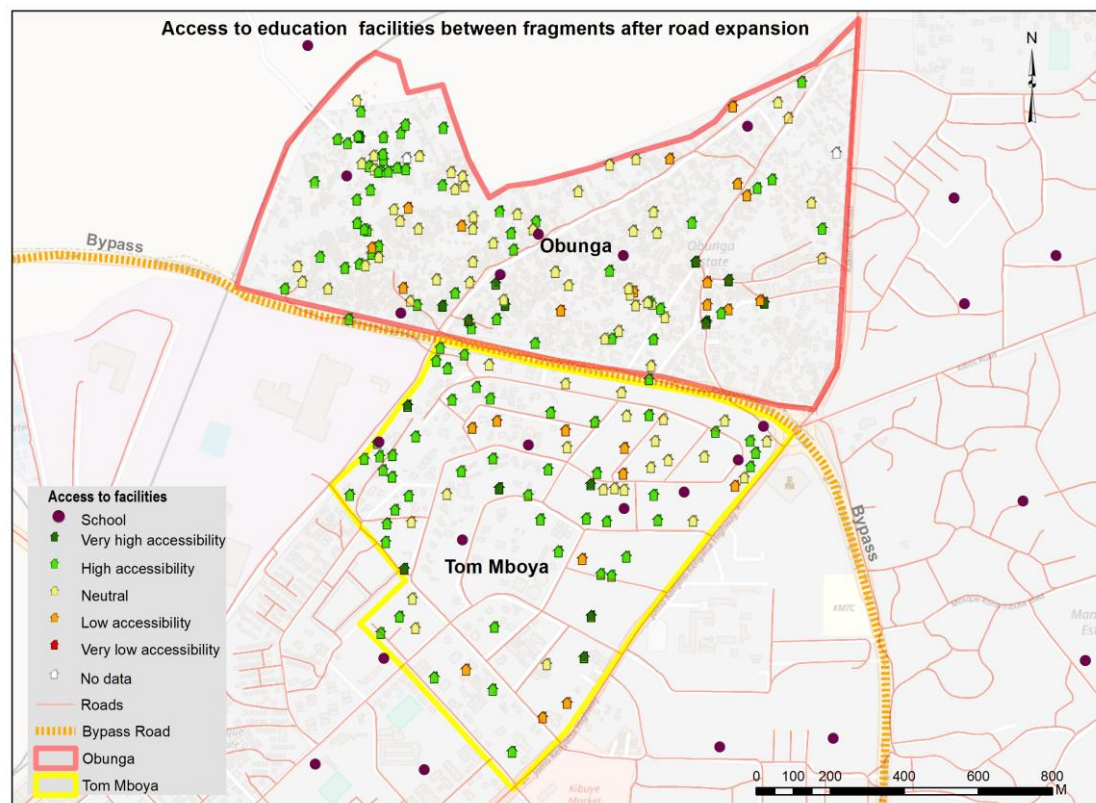 Access to education facilities between fragments after road expansion
N
Bypass
Obunga
Obunga
Estate
KMTC
Bypass
Tom Mboya
Kibuye
Market
Access to facilities
School
Very high accessibility
High accessibility
Neutral
Low accessibility
Very low accessibility
No data
Roads
Bypass Road
Obunga
Tom Mboya
0 100 200 400 600 800
M